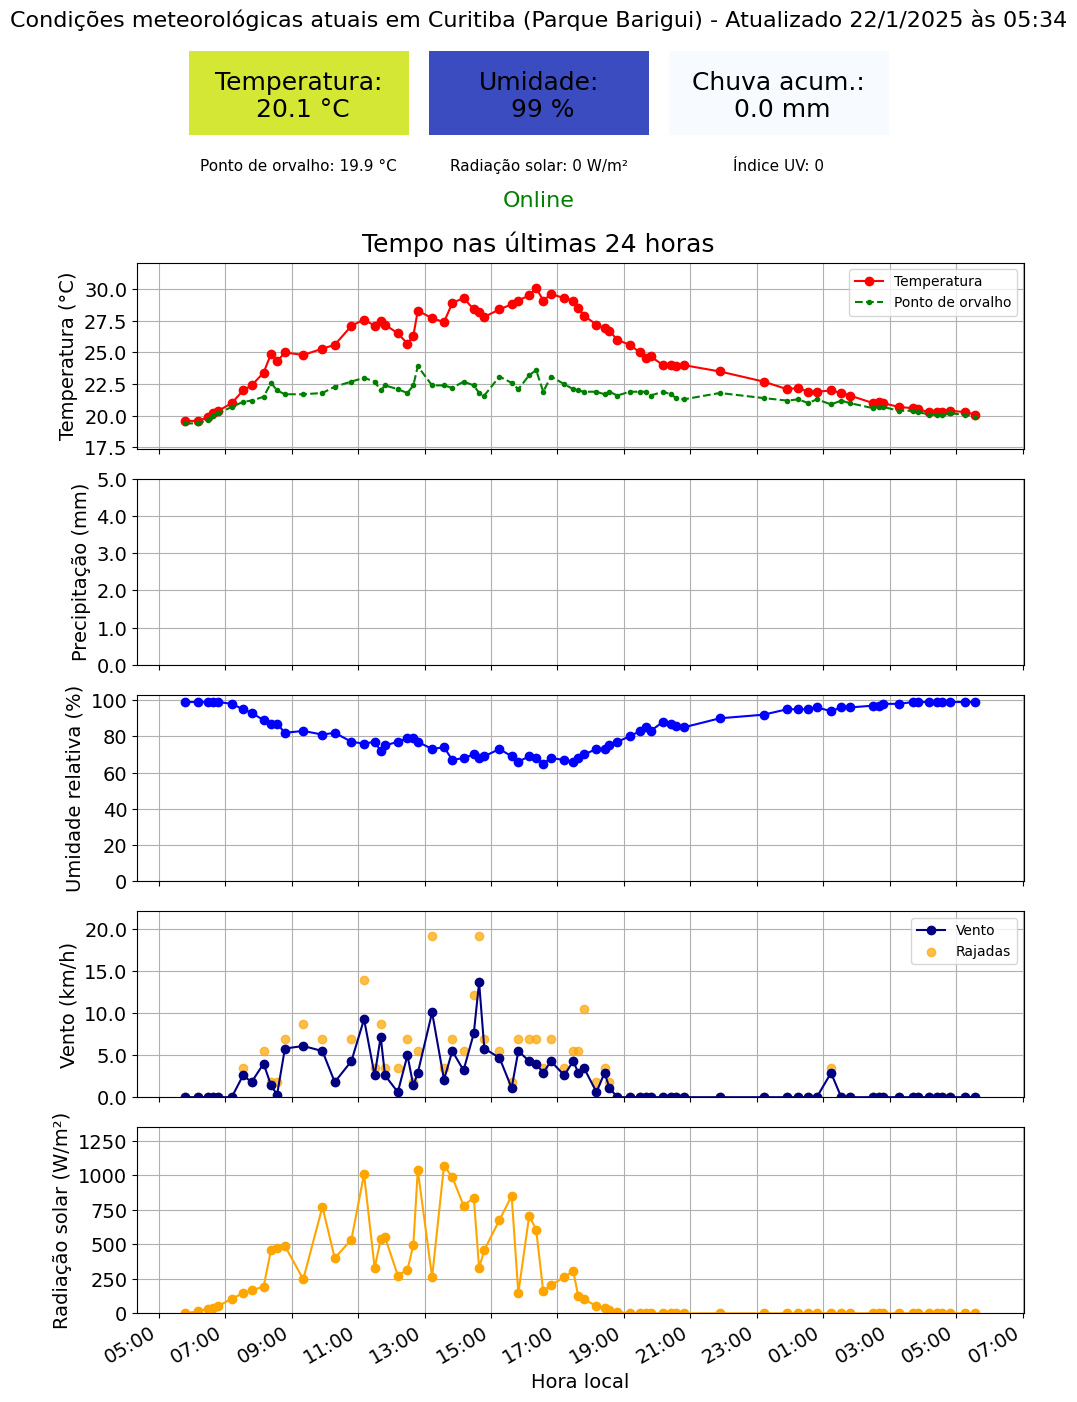 Condições meteorológicas atuais em Curitiba (Parque Barigui) - Atualizado 22/1/2025 às 05:34
Temperatura:
20.1 °C
Umidade:
99 %
Chuva acum.:
0.0 mm
Ponto de orvalho: 19.9 °C
Radiação solar: 0 W/m²
Índice UV: 0
Online
Tempo nas últimas 24 horas
Temperatura (°C)
30.0
27.5
25.0
22.5
20.0
17.5
Temperatura
Ponto de orvalho
Precipitação (mm)
5.0
4.0
3.0
2.0
1.0
0.0
Umidade relativa (%)
100
80
60
40
20
0
Vento (km/h)
20.0
15.0
10.0
5.0
0.0
Vento
Rajadas
Radiação solar (W/m²)
1250
1000
750
500
250
0
05:00 07:00 09:00 11:00 13:00 15:00 17:00 19:00 21:00 23:00 01:00 03:00 05:00 07:00
Hora local